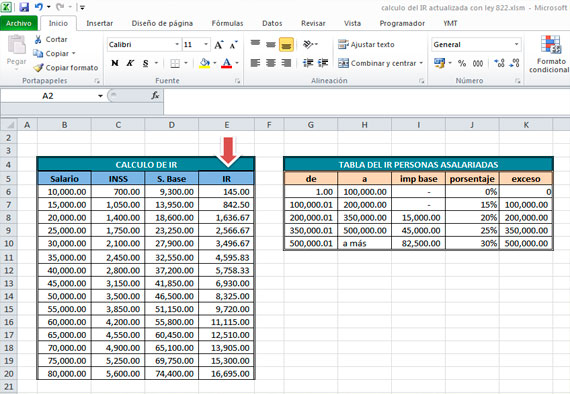 calculo del IR actualizada con ley 822.xlsm - Microsoft
Archivo Inicio Insertar Diseño de página Fórmulas Datos Revisar Vista Programador YMT
Cortar
Copiar
Copiar formato
Pegar
Portapapeles
Calibri 11
N K S
Fuente
Ajustar texto
Combinar y centrar
Alineación
General
% 000
Número
Formato
condicional
A2 fx
A B C D E F G H I J K
2
3
4 CALCULO DE IR TABLA DEL IR PERSONAS ASALARIADAS
5 Salario INSS S. Base IR de a imp base porsentaje exceso
6 10,000.00 700.00 9,300.00 145.00 1.00 100,000.00 - 0% 0
7 15,000.00 1,050.00 13,950.00 842.50 100,000.01 200,000.00 - 15% 100,000.00
8 20,000.00 1,400.00 18,600.00 1,636.67 200,000.01 350,000.00 15,000.00 20% 200,000.00
9 25,000.00 1,750.00 23,250.00 2,566.67 350,000.01 500,000.00 45,000.00 25% 350,000.00
10 30,000.00 2,100.00 27,900.00 3,496.67 500,000.01 a más 82,500.00 30% 500,000.00
11 35,000.00 2,450.00 32,550.00 4,595.83
12 40,000.00 2,800.00 37,200.00 5,758.33
13 45,000.00 3,150.00 41,850.00 6,930.00
14 50,000.00 3,500.00 46,500.00 8,325.00
15 55,000.00 3,850.00 51,150.00 9,720.00
16 60,000.00 4,200.00 55,800.00 11,115.00
17 65,000.00 4,550.00 60,450.00 12,510.00
18 70,000.00 4,900.00 65,100.00 13,905.00
19 75,000.00 5,250.00 69,750.00 15,300.00
20 80,000.00 5,600.00 74,400.00 16,695.00
21